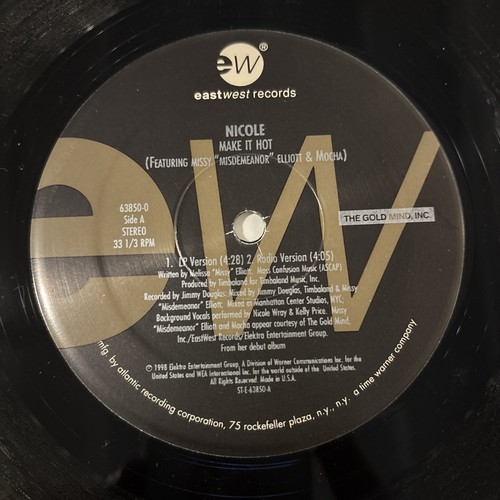 ew®
eastwest records
NICOLE
MAKE IT HOT
(FEATURING MISSY "MISDEMEANOR" ELLIOTT & MOCHA)
63850-0
Side A
STEREO
33 1/3 RPM
THE GOLD MIND, INC.
ew
1. LP Version (4:28) 2. Radio Version (4:05)
Written by Melissa "Missy" Elliott. Mass Confusion Music (ASCAP)
Produced by Timbaland for Timbaland Music, Inc.
Recorded by Jimmy Douglas. Mixed by Jimmy Douglas, Timbaland & Missy
"Misdemeanor" Elliott, Mixed at Manhattan Center Studios, NYC,
Background Vocals performed by Nicole Wray & Kelly Price. Missy
"Misdemeanor" Elliott and Mocha appear courtesy of The Gold Mind,
Inc./EastWest Records/Elektra Entertainment Group.
From her debut album
℗ © 1998 Elektra Entertainment Group, A Division of Warner Communications Inc. for the
United States and WEA International Inc. for the world outside of the United States.
All Rights Reserved. Made in U.S.A.
ST-E-63850-A
mfg. by atlantic recording corporation, 75 rockefeller plaza, n.y., n.y. a time warner company